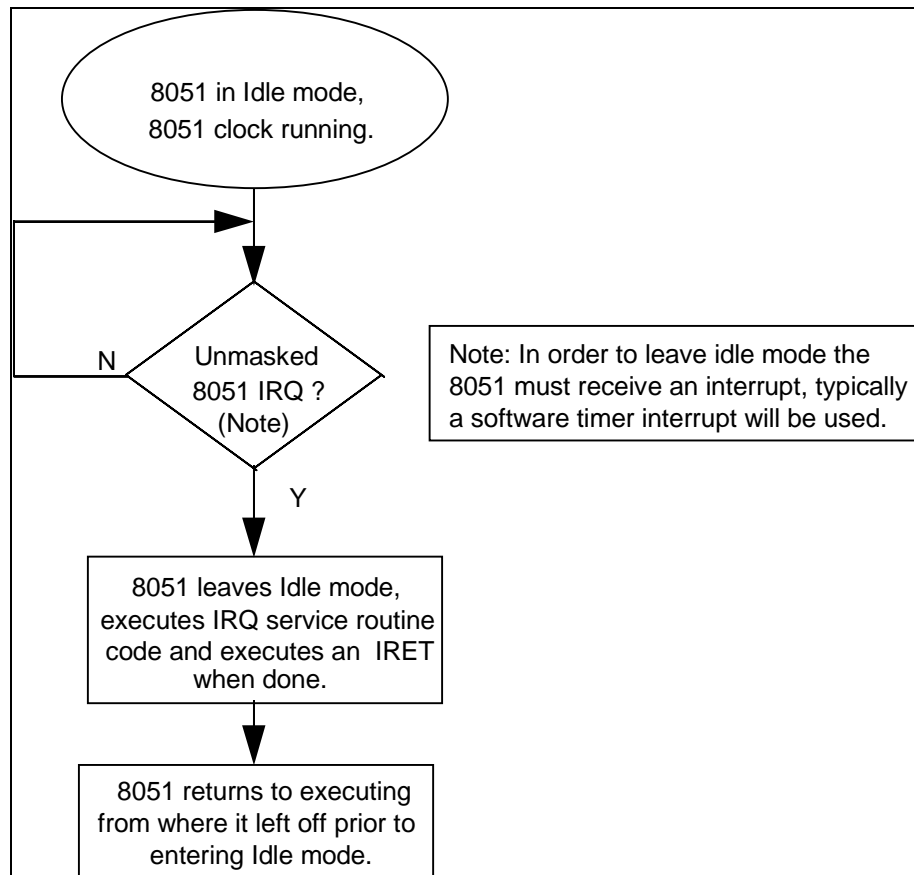 8051 in Idle mode,
8051 clock running.
N
Unmasked
8051 IRQ ?
(Note)
Note: In order to leave idle mode the
8051 must receive an interrupt, typically
a software timer interrupt will be used.
Y
8051 leaves Idle mode,
executes IRQ service routine
code and executes an IRET
when done.
8051 returns to executing
from where it left off prior to
entering Idle mode.